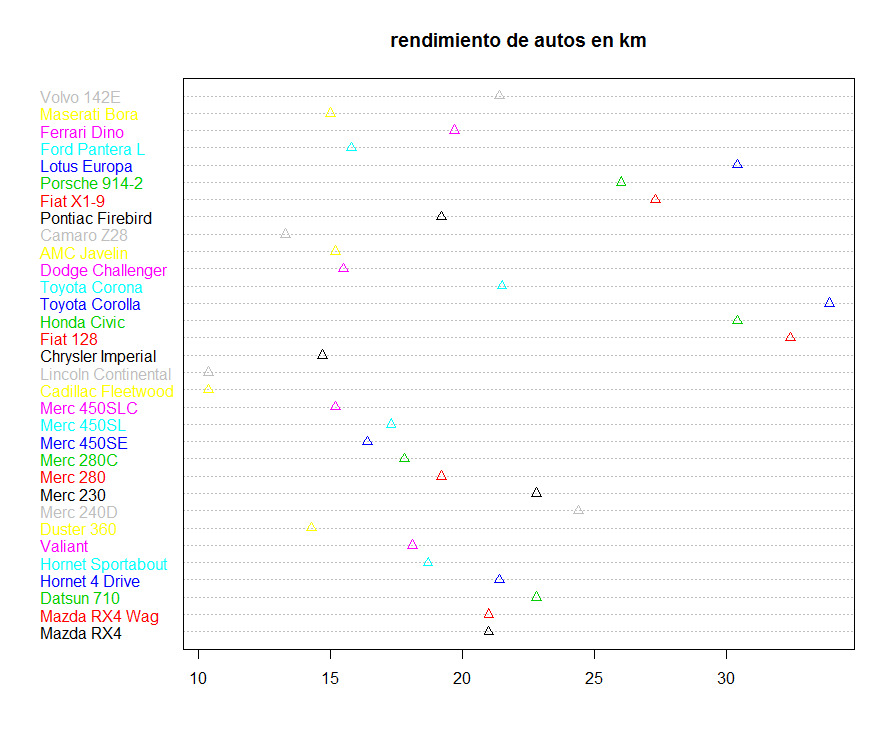 rendimiento de autos en km
Volvo 142E
Maserati Bora
Ferrari Dino
Ford Pantera L
Lotus Europa
Porsche 914-2
Fiat X1-9
Pontiac Firebird
Camaro Z28
AMC Javelin
Dodge Challenger
Toyota Corona
Toyota Corolla
Honda Civic
Fiat 128
Chrysler Imperial
Lincoln Continental
Cadillac Fleetwood
Merc 450SLC
Merc 450SL
Merc 450SE
Merc 280C
Merc 280
Merc 230
Merc 240D
Duster 360
Valiant
Hornet Sportabout
Hornet 4 Drive
Datsun 710
Mazda RX4 Wag
Mazda RX4
10 15 20 25 30